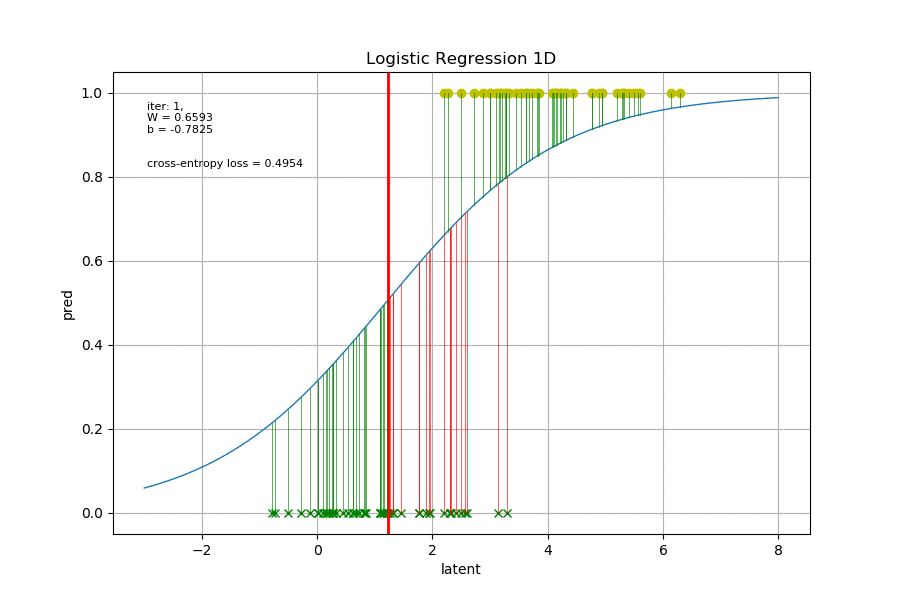 Logistic Regression 1D
1.0
iter: 1,
W = 0.6593
b = -0.7825
cross-entropy loss = 0.4954
0.8
0.6
pred
0.4
0.2
0.0
−2 0 2 4 6 8
latent